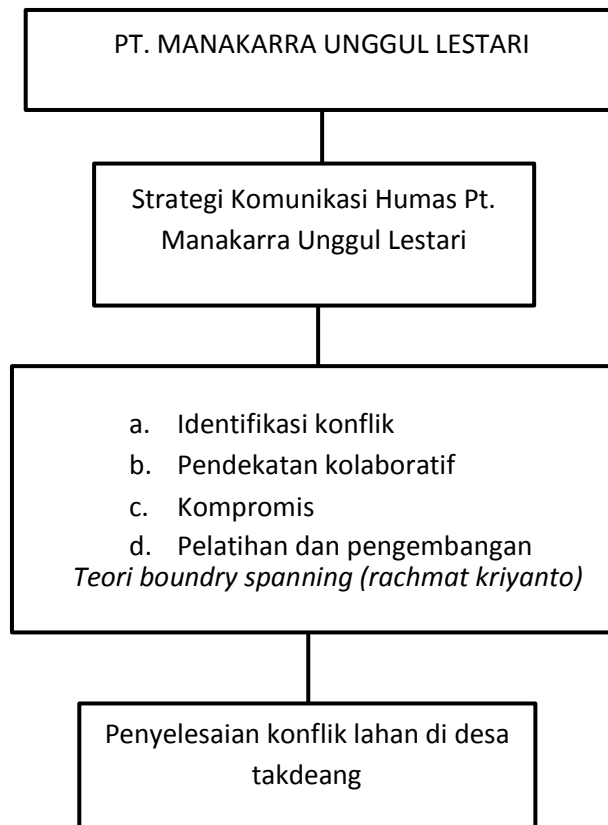 PT. MANAKARRA UNGGUL LESTARI
Strategi Komunikasi Humas Pt.
Manakarra Unggul Lestari
a. Identifikasi konflik
b. Pendekatan kolaboratif
c. Kompromis
d. Pelatihan dan pengembangan
Teori boundry spanning (rachmat kriyanto)
Penyelesaian konflik lahan di desa
takdeang